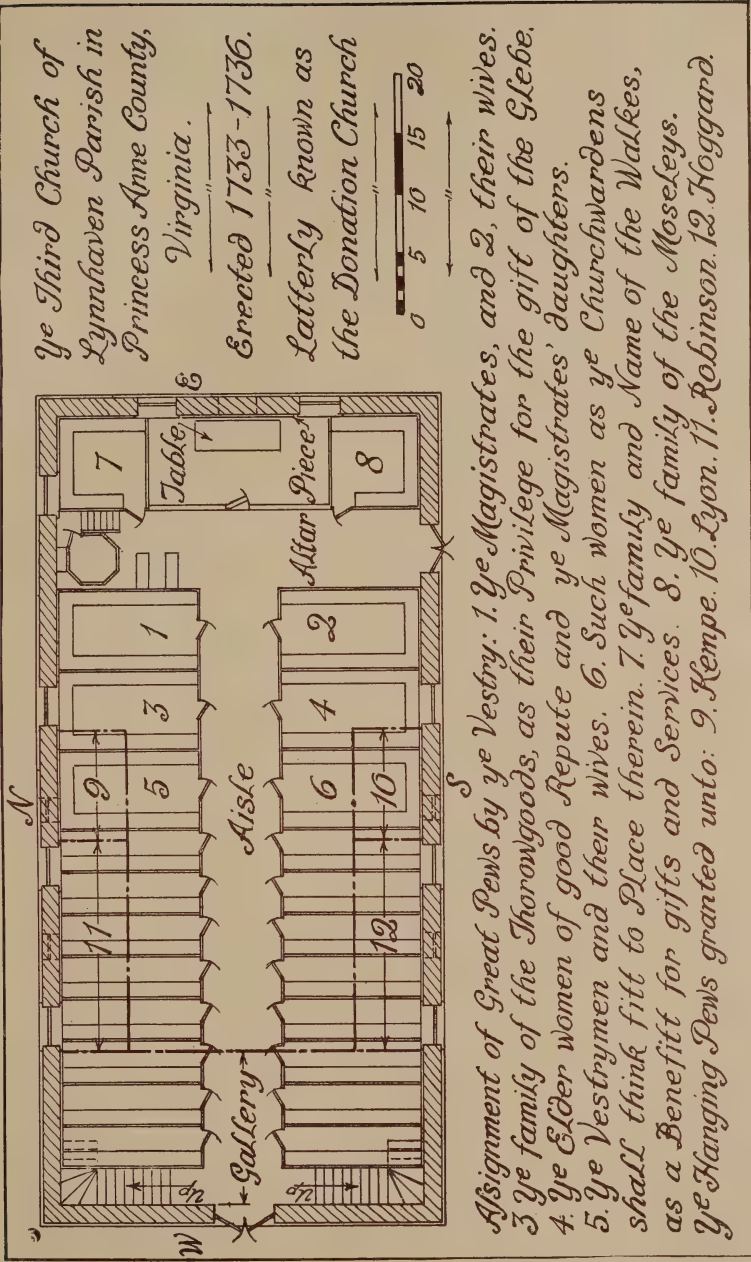 Ye Third Church of
Lynnhaven Parish in
Princess Anne County,
Virginia.
Erected 1733-1736.
Latterly known as
the Donation Church
0 5 10 15 20
N
E
S
W
7
Table
8
Altar Piece
1
2
3
4
9
5
6
10
Aisle
11
12
Gallery
Up
Up
Assignment of Great Pews by ye Vestry: 1. Ye Magistrates, and 2, their wives.
3 Ye family of the Thorowgoods, as their Privilege for the gift of the Glebe.
4. Ye Elder women of good Repute and ye Magistrates' daughters.
5. Ye Vestrymen and their wives. 6. Such women as ye Churchwardens
shall think fitt to Place therein. 7. Ye family and Name of the Walkes,
as a Benefitt for gifts and Services. 8. Ye family of the Moseleys.
Ye Hanging Pews granted unto: 9. Kempe. 10. Lyon. 11. Robinson. 12. Hoggard.